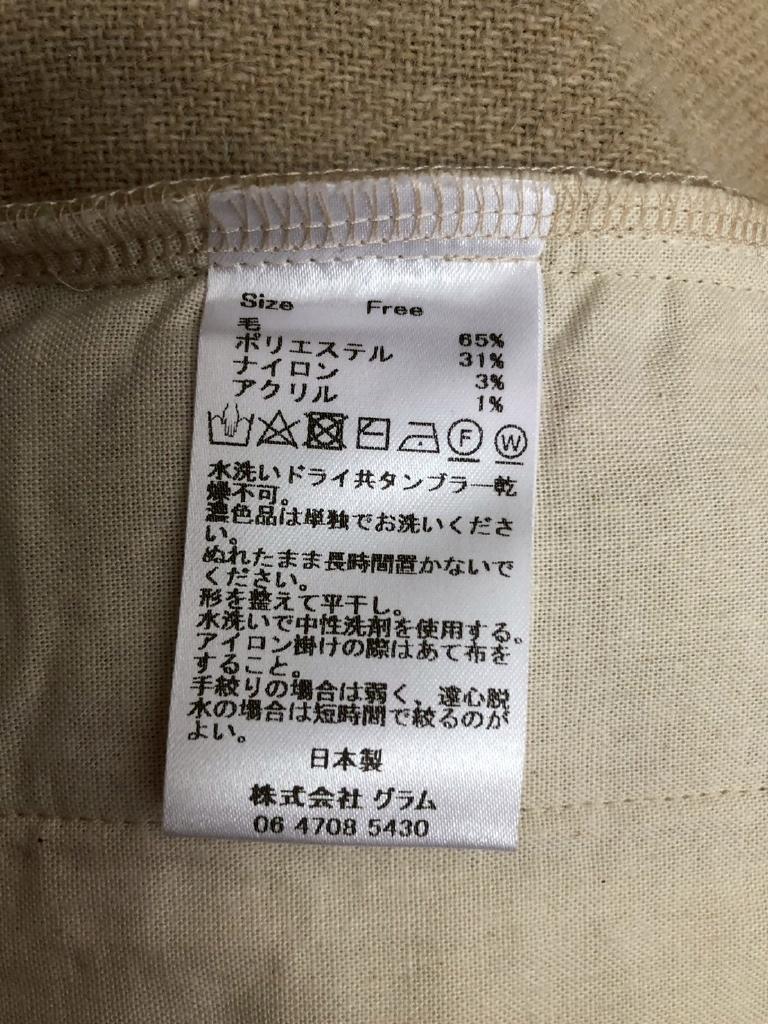 Size Free
毛 65%
ポリエステル 31%
ナイロン 3%
アクリル 1%
F W
水洗いドライ共タンブラー乾
燥不可。
濃色品は単独でお洗いくださ
い。
ぬれたまま長時間置かないで
ください。
形を整えて平干し。
水洗いで中性洗剤を使用する。
アイロン掛けの際はあて布を
すること。
手絞りの場合は弱く、遠心脱
水の場合は短時間で絞るのが
よい。
日本製
株式会社 グラム
06 4708 5430